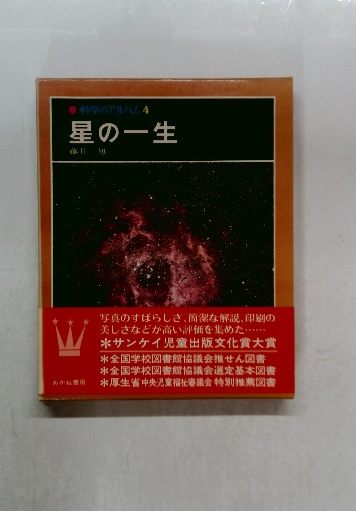 ●科学のアルバム4
星の一生
藤井 旭
写真のすばらしさ、簡潔な解説、印刷の
美しさなどが高い評価を集めた……
＊サンケイ児童出版文化賞大賞
＊全国学校図書館協議会推せん図書
＊全国学校図書館協議会選定基本図書
＊厚生省中央児童福祉審議会特別推薦図書
あかね書房